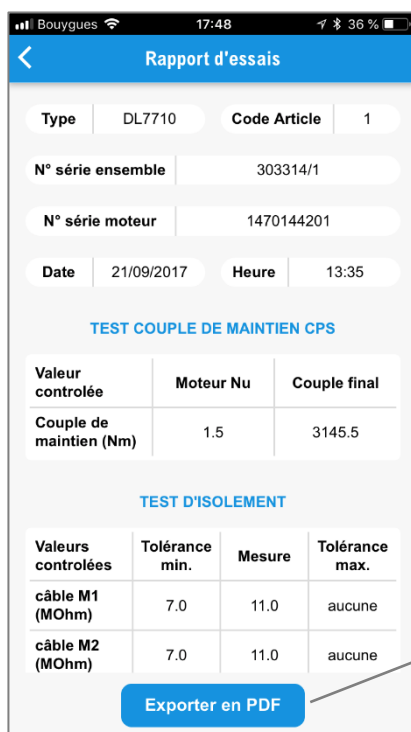 Bouygues 17:48 36 %
Rapport d'essais
Type DL7710 Code Article 1
N° série ensemble 303314/1
N° série moteur 1470144201
Date 21/09/2017 Heure 13:35
TEST COUPLE DE MAINTIEN CPS
Valeur
controlée Moteur Nu Couple final
Couple de
maintien (Nm) 1.5 3145.5
TEST D'ISOLEMENT
Valeurs
controlées Tolérance
min. Mesure Tolérance
max.
câble M1
(MOhm) 7.0 11.0 aucune
câble M2
(MOhm) 7.0 11.0 aucune
Exporter en PDF